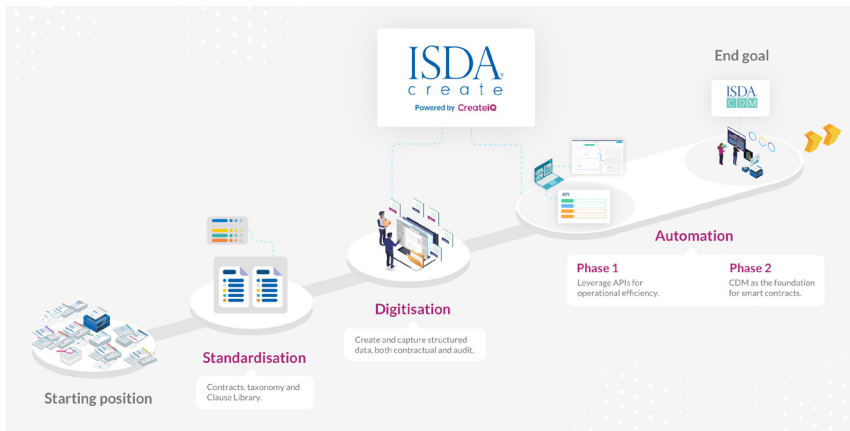 ISDA
create
Powered by CreateiQ
End goal
ISDA
CDM
API
Automation
Phase 1
Leverage APIs for
operational efficiency.
Phase 2
CDM as the foundation
for smart contracts.
Digitisation
Create and capture structured
data, both contractual and audit.
Standardisation
Contracts, taxonomy and
Clause Library.
Starting position